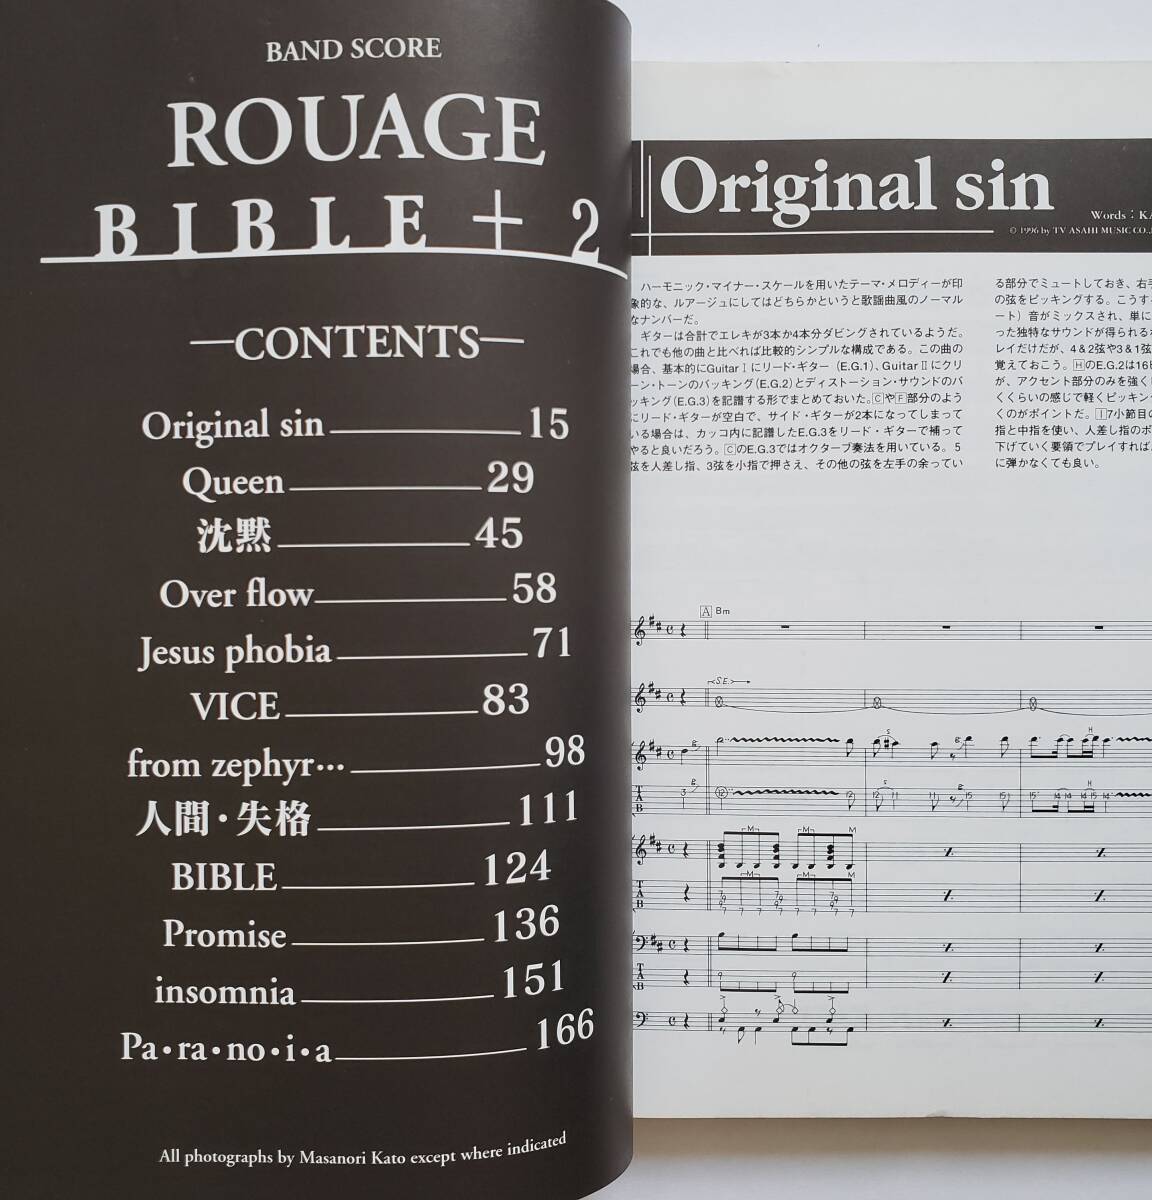 BAND SCORE
ROUAGE
BIBLE + 2
—CONTENTS—
Original sin 15
Queen 29
沈黙 45
Over flow 58
Jesus phobia 71
VICE 83
from zephyr… 98
人間・失格 111
BIBLE 124
Promise 136
insomnia 151
Pa・ra・no・i・a 166
All photographs by Masanori Kato except where indicated
Original sin
Words : KA
© 1996 by TV ASAHI MUSIC CO.,
ハーモニック・マイナー・スケールを用いたテーマ・メロディーが印
象的な、ルアージュにしてはどちらかというと歌謡曲風のノーマル
なナンバーだ。
ギターは合計でエレキが3本か4本分ダビングされているようだ。
これでも他の曲と比べれば比較的シンプルな構成である。この曲の
場合、基本的にGuitar Ⅰ にリード・ギター (E.G.1)、Guitar Ⅱ にクリ
ーン・トーンのバッキング(E.G.2)とディストーション・サウンドのバ
ッキング(E.G.3)を記譜する形でまとめておいた。CやF部分のよう
にリード・ギターが空白で、サイド・ギターが2本になってしまって
いる場合は、カッコ内に記譜したE.G.3をリード・ギターで補って
やると良いだろう。CのE.G.3ではオクターブ奏法を用いている。5
弦を人差し指、3弦を小指で押さえ、その他の弦を左手の余ってい
る部分でミュートしておき、右手
の弦をピッキングする。こうす
ート）音がミックスされ、単に
った独特なサウンドが得られる
レイだけだが、4＆2弦や3＆1弦
覚えておこう。HのE.G.2は16
が、アクセント部分のみを強く
くくらいの感じで軽くピッキン
くのがポイントだ。I7小節目の
指と中指を使い、人差し指のポ
下げていく要領でプレイすれば
に弾かなくても良い。
A Bm
S.E.